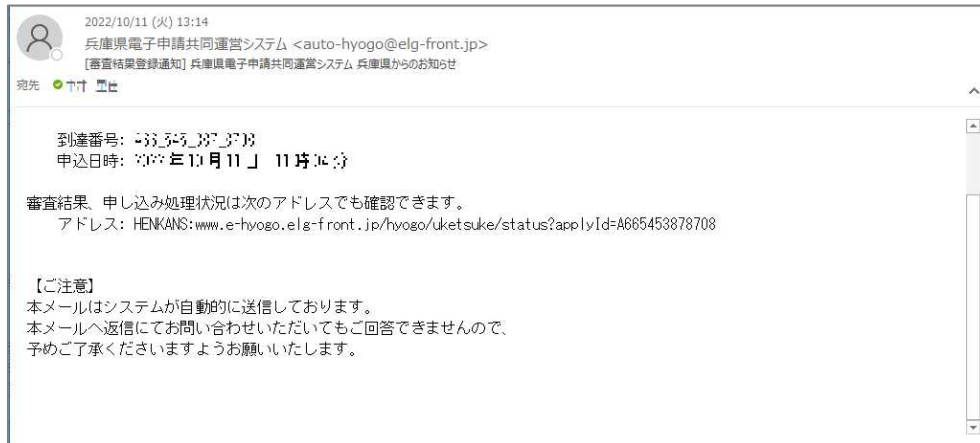 2022/10/11 (火) 13:14
兵庫県電子申請共同運営システム <auto-hyogo@elg-front.jp>
[審査結果登録通知] 兵庫県電子申請共同運営システム 兵庫県からのお知らせ
宛先
到達番号:
申込日時: 年10月11 11時
審査結果、申し込み処理状況は次のアドレスでも確認できます。
アドレス: HENKANS:www.e-hyogo.elg-front.jp/hyogo/uketsuke/status?applyId=A665453878708
【ご注意】
本メールはシステムが自動的に送信しております。
本メールへ返信にてお問い合わせいただいてもご回答できませんので、
予めご了承くださいますようお願いいたします。